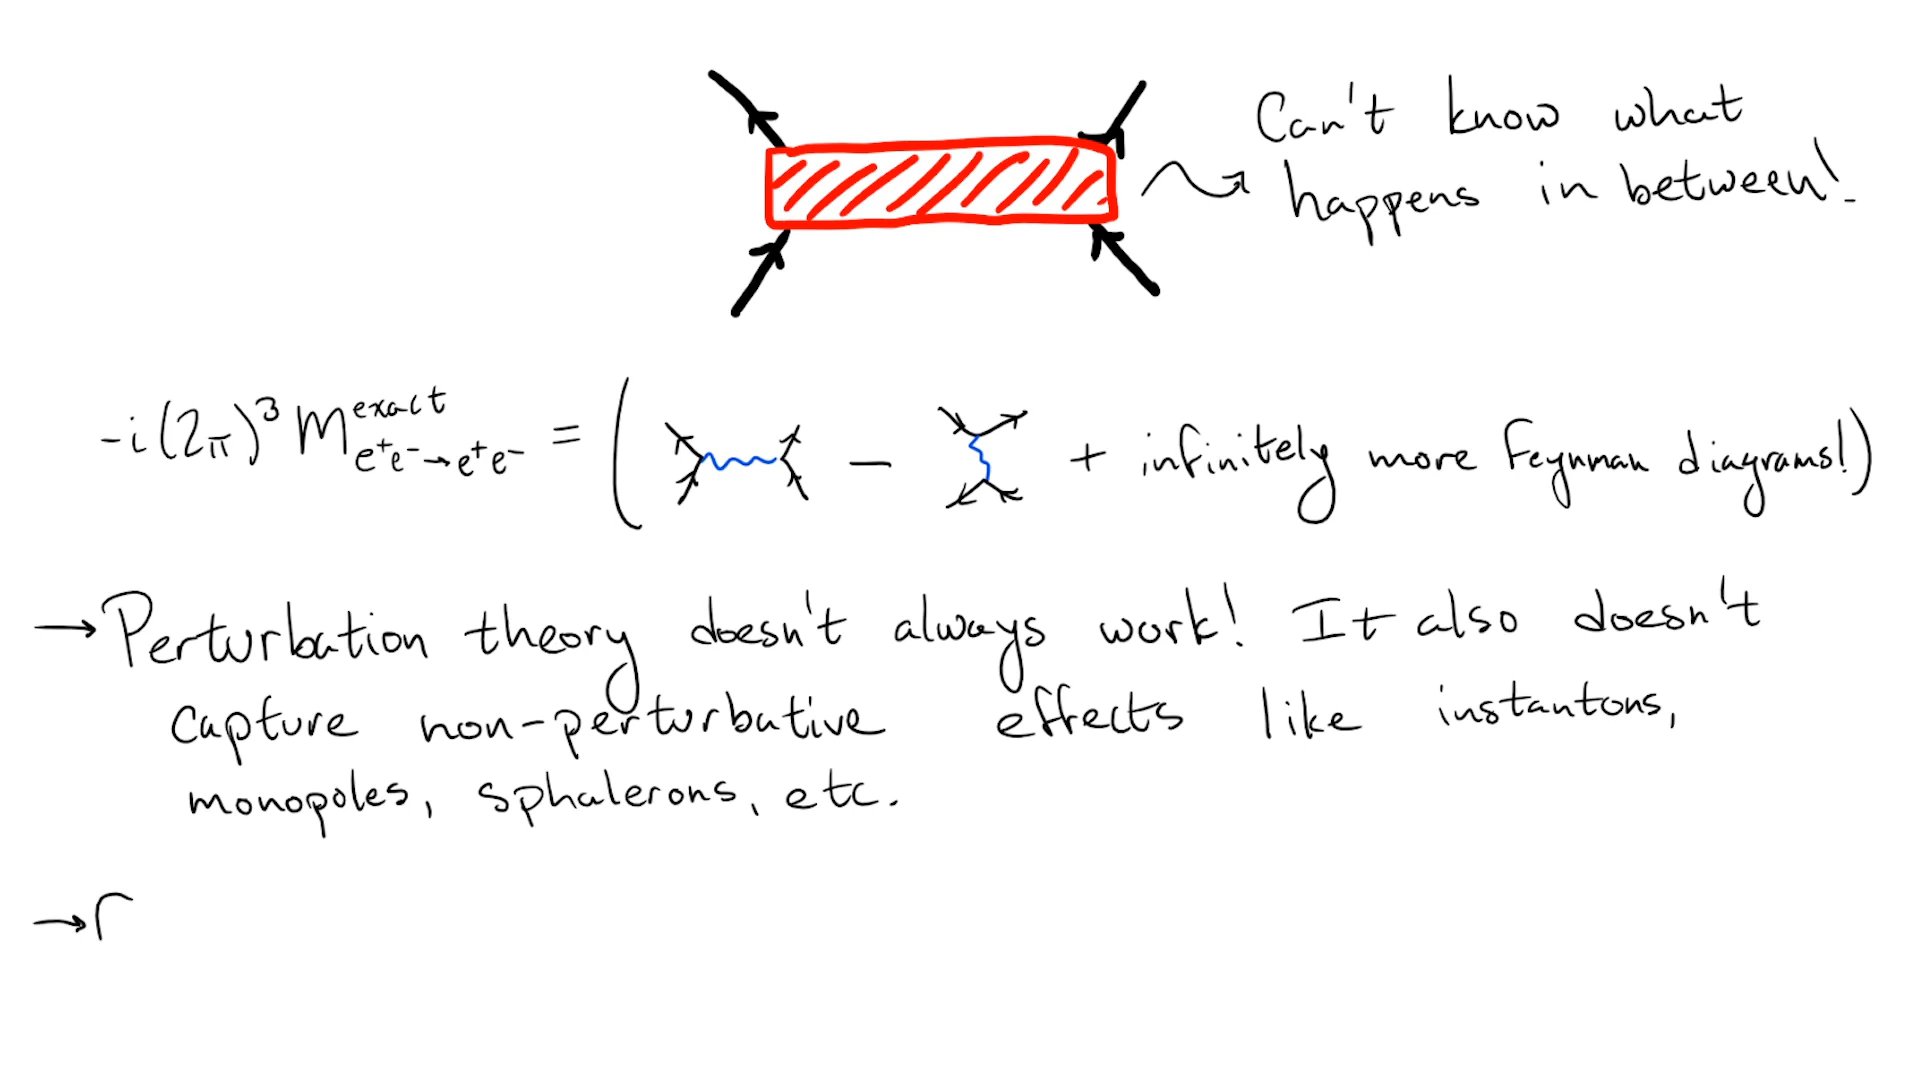 Can't know what
happens in between!
-i(2π)³ M^exact_e⁺e⁻→e⁺e⁻ = ( - + infinitely more Feynman diagrams!)
→ Perturbation theory doesn't always work! It also doesn't
capture non-perturbative effects like instantons,
monopoles, sphalerons, etc.
→